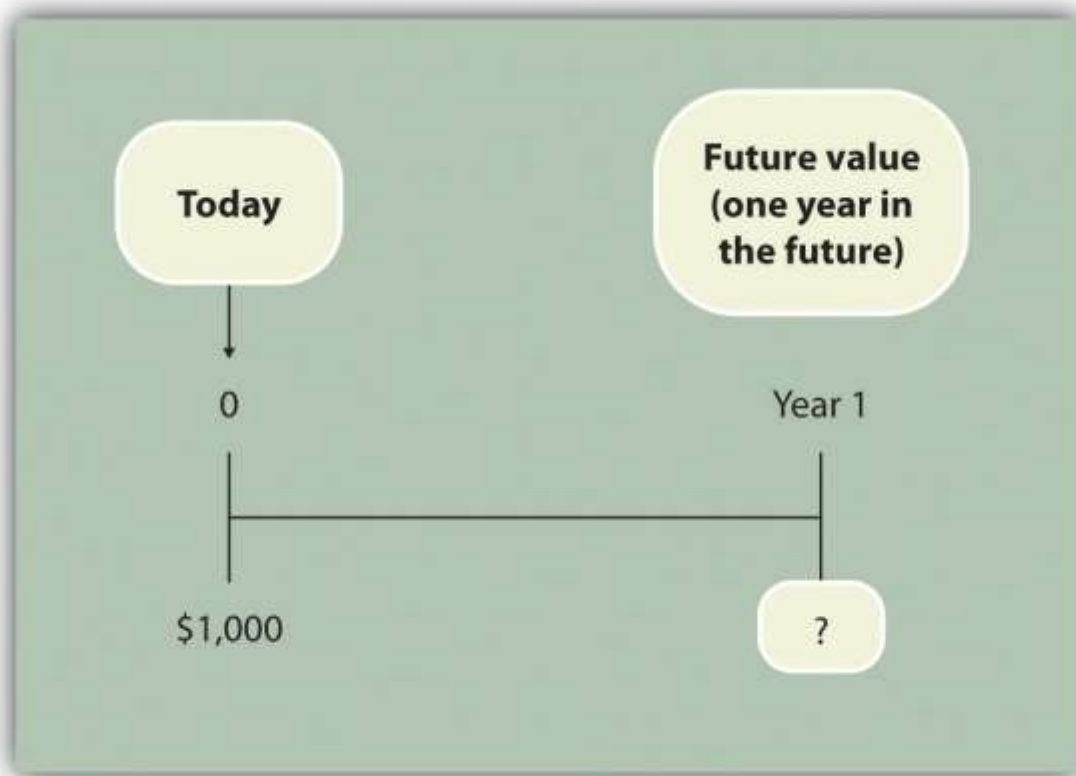 Today
Future value
(one year in
the future)
0
Year 1
$1,000
?